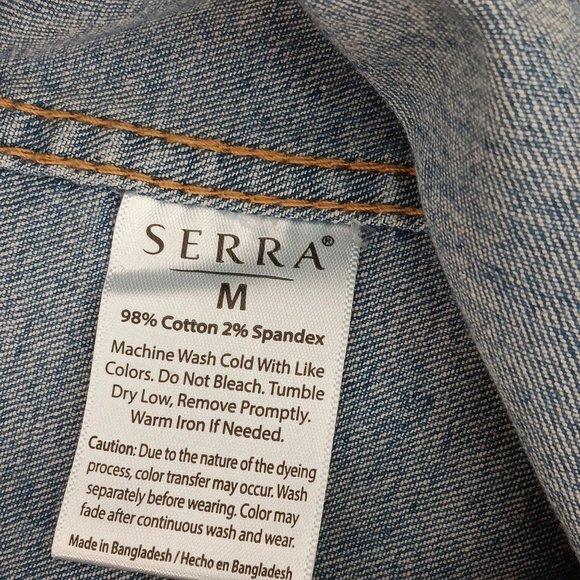 SERRA®
M
98% Cotton 2% Spandex
Machine Wash Cold With Like
Colors. Do Not Bleach. Tumble
Dry Low, Remove Promptly.
Warm Iron If Needed.
Caution: Due to the nature of the dyeing
process, color transfer may occur. Wash
separately before wearing. Color may
fade after continuous wash and wear.
Made in Bangladesh / Hecho en Bangladesh